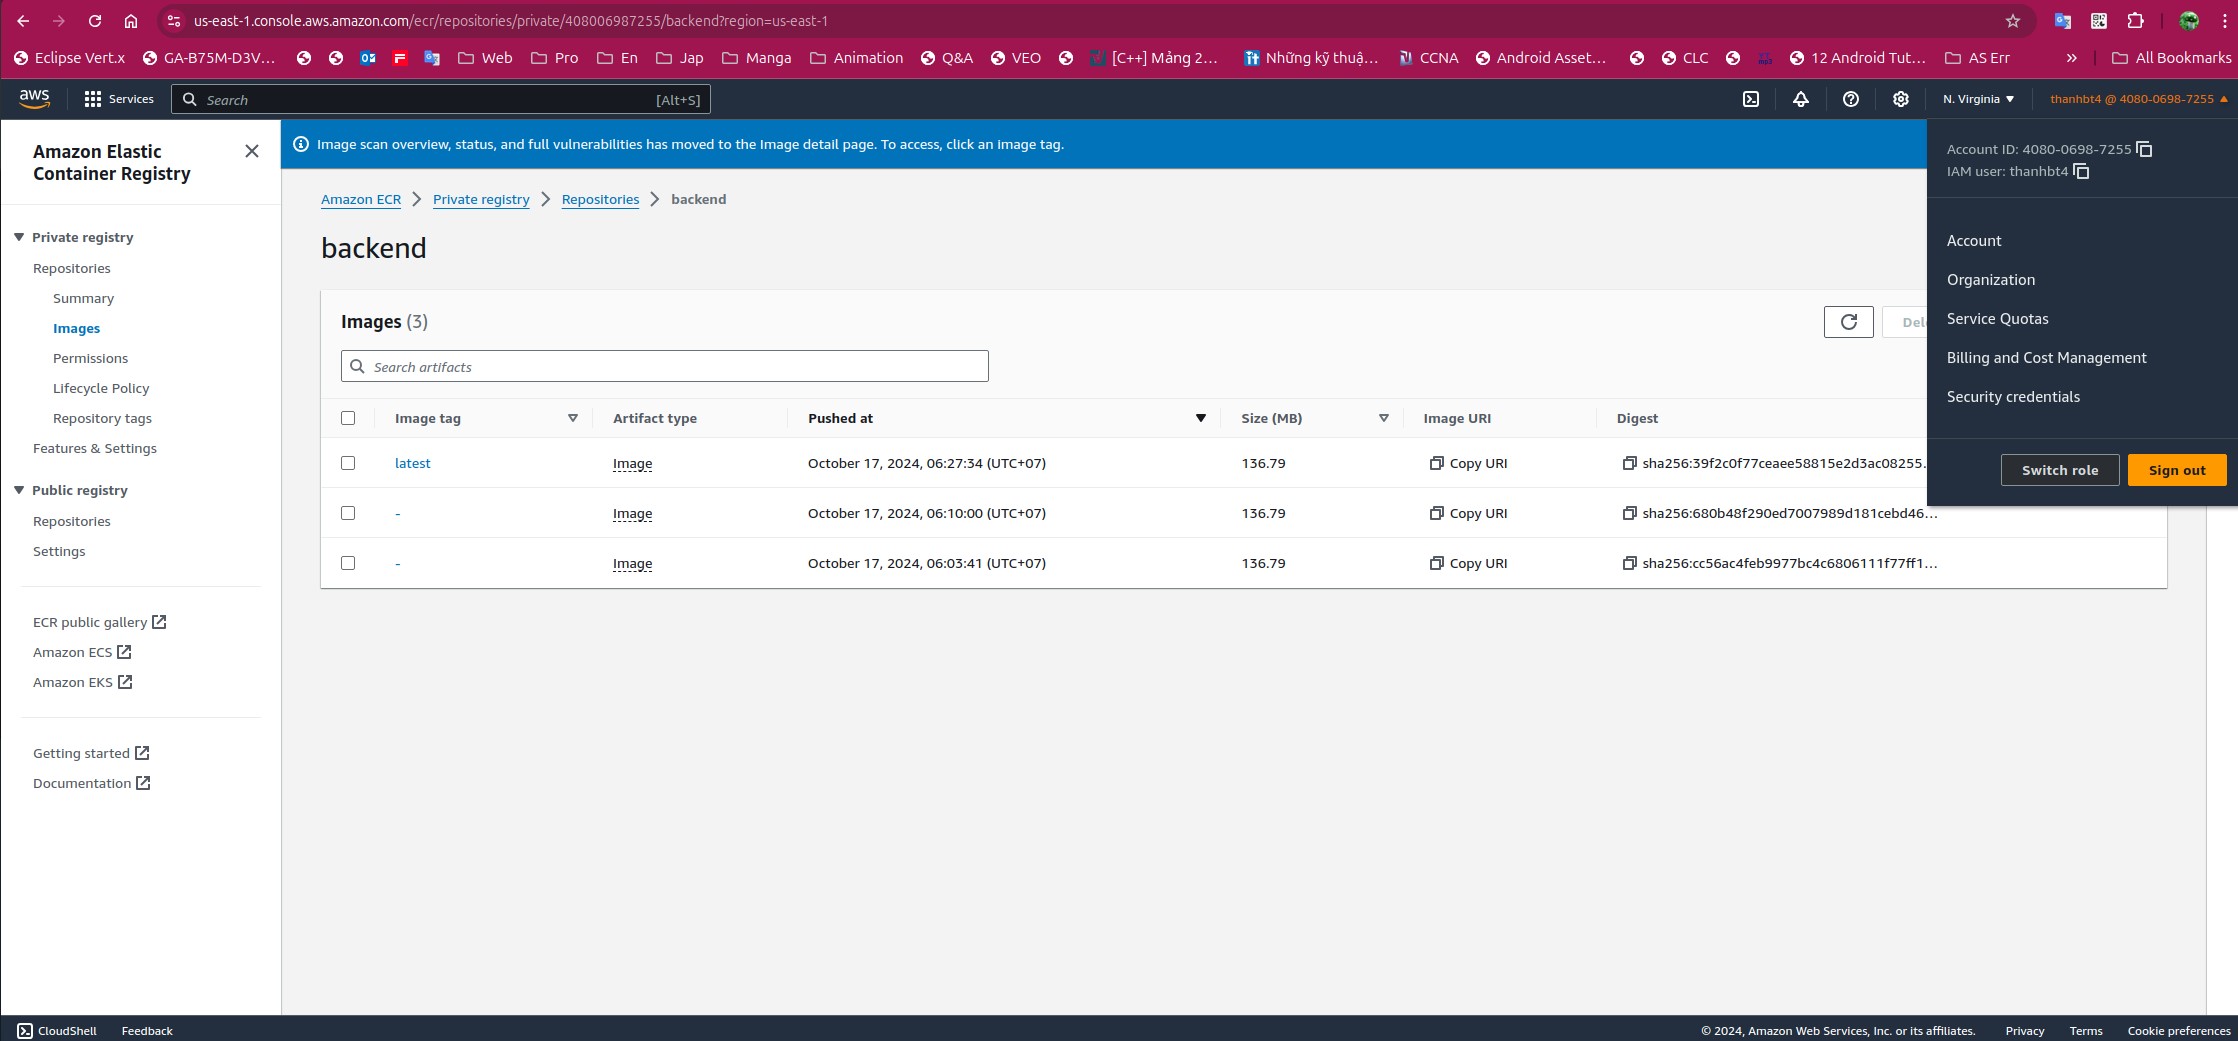 us-east-1.console.aws.amazon.com/ecr/repositories/private/408006987255/backend?region=us-east-1
Eclipse Vert.x GA-B75M-D3V... Web Pro En Jap Manga Animation Q&A VEO [C++] Mảng 2... Những kỹ thuậ... CCNA Android Asset... CLC 12 Android Tut... AS Err » All Bookmarks
aws Services Search [Alt+S] N. Virginia thanhbt4 @ 4080-0698-7255
Amazon Elastic
Container Registry
Private registry
Repositories
Summary
Images
Permissions
Lifecycle Policy
Repository tags
Features & Settings
Public registry
Repositories
Settings
ECR public gallery
Amazon ECS
Amazon EKS
Getting started
Documentation
Image scan overview, status, and full vulnerabilities has moved to the Image detail page. To access, click an image tag.
Amazon ECR Private registry Repositories backend
backend
Images (3)
Del
Search artifacts
Image tag Artifact type Pushed at Size (MB) Image URI Digest
latest Image October 17, 2024, 06:27:34 (UTC+07) 136.79 Copy URI sha256:39f2c0f77ceaee58815e2d3ac08255.
- Image October 17, 2024, 06:10:00 (UTC+07) 136.79 Copy URI sha256:680b48f290ed7007989d181cebd46...
- Image October 17, 2024, 06:03:41 (UTC+07) 136.79 Copy URI sha256:cc56ac4feb9977bc4c6806111f77ff1...
Account ID: 4080-0698-7255
IAM user: thanhbt4
Account
Organization
Service Quotas
Billing and Cost Management
Security credentials
Switch role Sign out
CloudShell Feedback © 2024, Amazon Web Services, Inc. or its affiliates. Privacy Terms Cookie preferences